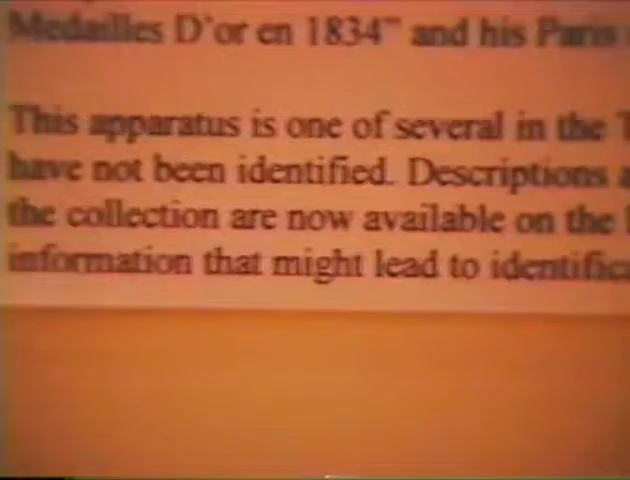 Medailles D'or en 1834" and his Paris
This apparatus is one of several in the T
have not been identified. Descriptions a
the collection are now available on the
information that might lead to identifica